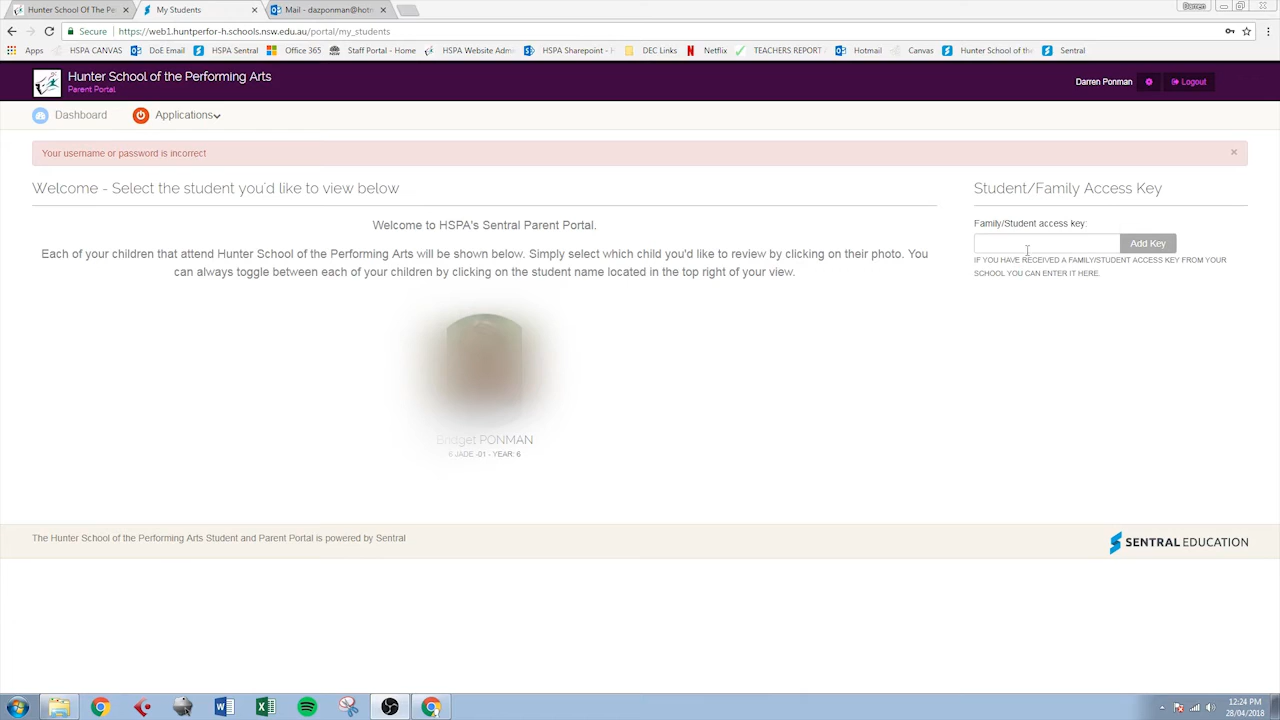 Hunter School Of The Pe
My Students
Mail - dazponman@hotm
Darren
Secure
https://web1.huntperfor-h.schools.nsw.edu.au/portal/my_students
Apps
HSPA CANVAS
DoE Email
HSPA Sentral
Office 365
Staff Portal - Home
HSPA Website Admi
HSPA Sharepoint - H
DEC Links
Netflix
TEACHERS REPORT
Hotmail
Canvas
Hunter School of the
Sentral
Hunter School of the Performing Arts
Parent Portal
Darren Ponman
Logout
Dashboard
Applications
Your username or password is incorrect
Welcome - Select the student you'd like to view below
Welcome to HSPA's Sentral Parent Portal.
Each of your children that attend Hunter School of the Performing Arts will be shown below. Simply select which child you'd like to review by clicking on their photo. You
can always toggle between each of your children by clicking on the student name located in the top right of your view.
Bridget PONMAN
6 JADE -01 - YEAR: 6
Student/Family Access Key
Family/Student access key:
Add Key
IF YOU HAVE RECEIVED A FAMILY/STUDENT ACCESS KEY FROM YOUR
SCHOOL YOU CAN ENTER IT HERE.
The Hunter School of the Performing Arts Student and Parent Portal is powered by Sentral
SENTRAL EDUCATION
12:24 PM
28/04/2018